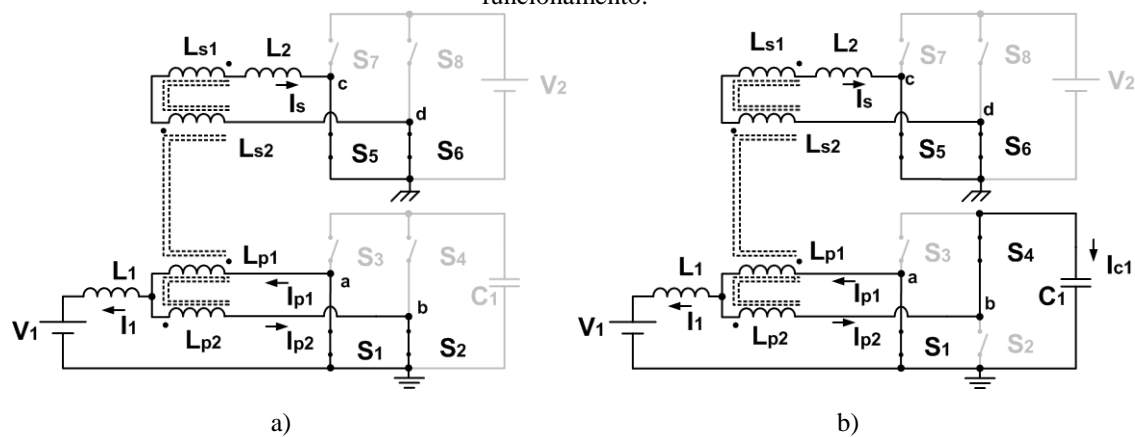 funcionamento.
Ls1 L2 S7 S8 V2
Is c
d
Ls2 S5 S6
Lp1 S3 S4
L1 Ip1 a C1
V1 I1 b
Lp2 Ip2 S1 S2
a)
Ls1 L2 S7 S8 V2
Is c
d
Ls2 S5 S6
Lp1 S3 S4 Ic1
L1 Ip1 a C1
V1 I1 b
Lp2 Ip2 S1 S2
b)